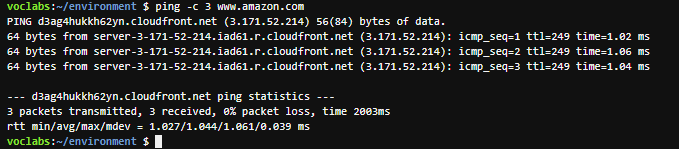 voclabs:~/environment $ ping -c 3 www.amazon.com
PING d3ag4hukkh62yn.cloudfront.net (3.171.52.214) 56(84) bytes of data.
64 bytes from server-3-171-52-214.iad61.r.cloudfront.net (3.171.52.214): icmp_seq=1 ttl=249 time=1.02 ms
64 bytes from server-3-171-52-214.iad61.r.cloudfront.net (3.171.52.214): icmp_seq=2 ttl=249 time=1.06 ms
64 bytes from server-3-171-52-214.iad61.r.cloudfront.net (3.171.52.214): icmp_seq=3 ttl=249 time=1.04 ms

--- d3ag4hukkh62yn.cloudfront.net ping statistics ---
3 packets transmitted, 3 received, 0% packet loss, time 2003ms
rtt min/avg/max/mdev = 1.027/1.044/1.061/0.039 ms
voclabs:~/environment $